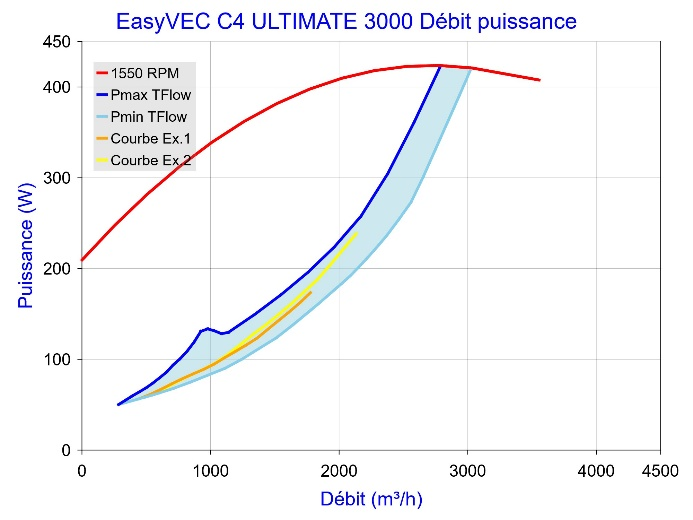 EasyVEC C4 ULTIMATE 3000 Débit puissance
450
400
300
200
100
0
1550 RPM
Pmax TFlow
Pmin TFlow
Courbe Ex.1
Courbe Ex.2
Puissance (W)
0 1000 2000 3000 4000 4500
Débit (m³/h)